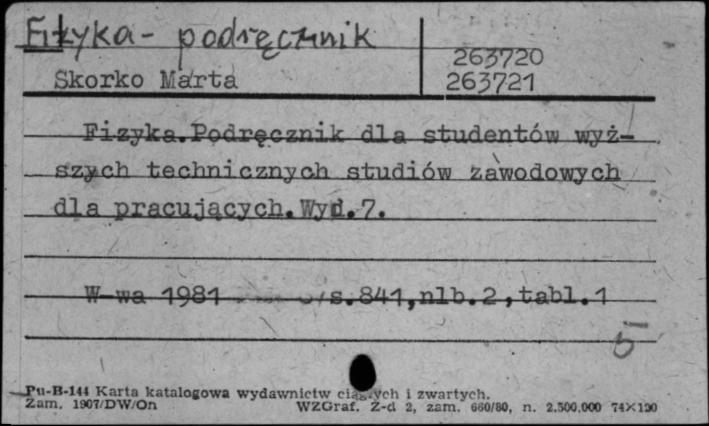 Fizyka - podręcznik
263720
Skorko Marta
263721
Fizyka.Podręcznik dla studentów wyż-
szych technicznych studiów zawodowych
dla pracujących.Wyd.7.
W-wa 1981 s.841,nlb.2,tabl.1
Pu-B-144 Karta katalogowa wydawnictw ciągłych i zwartych.
Zam. 1907/DW/On WZGraf. Z-d 2, zam. 660/80, n. 2.500.000 74×120